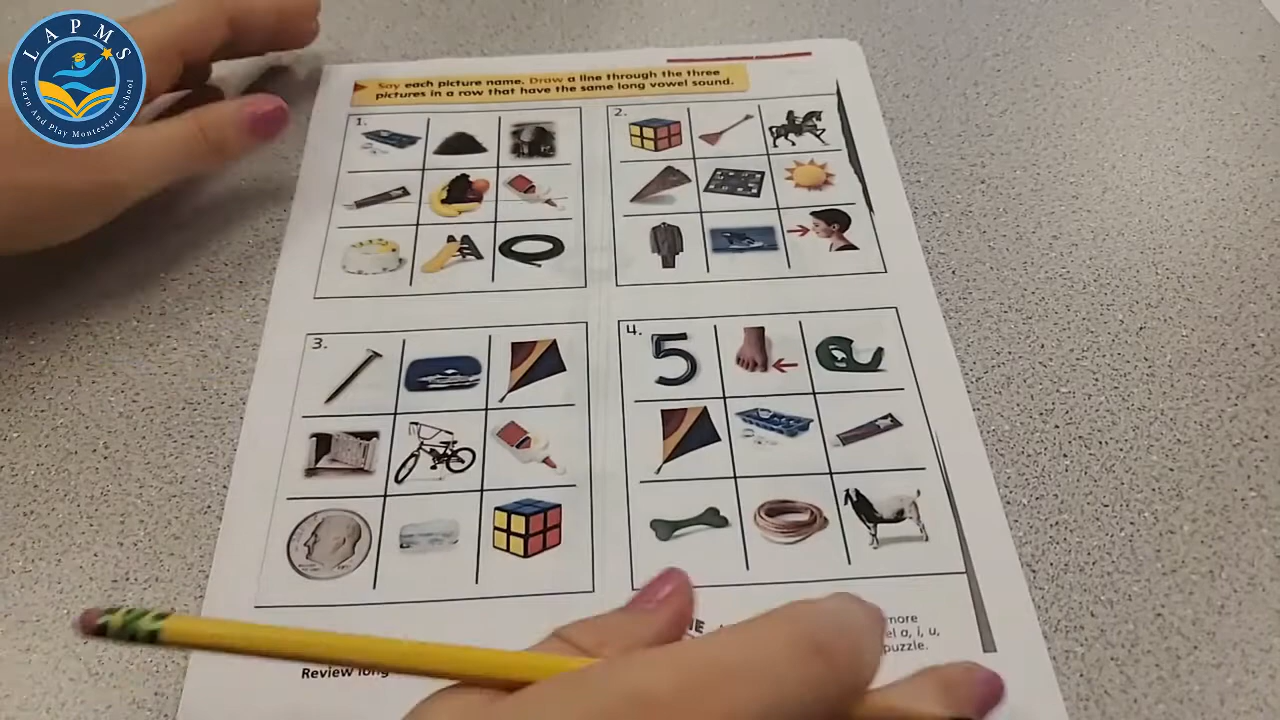 LAPMS
Learn And Play Montessori School
Say each picture name. Draw a line through the three
pictures in a row that have the same long vowel sound.
1.
2.
3.
4.
5
more
a, i, u,
puzzle.
Review long